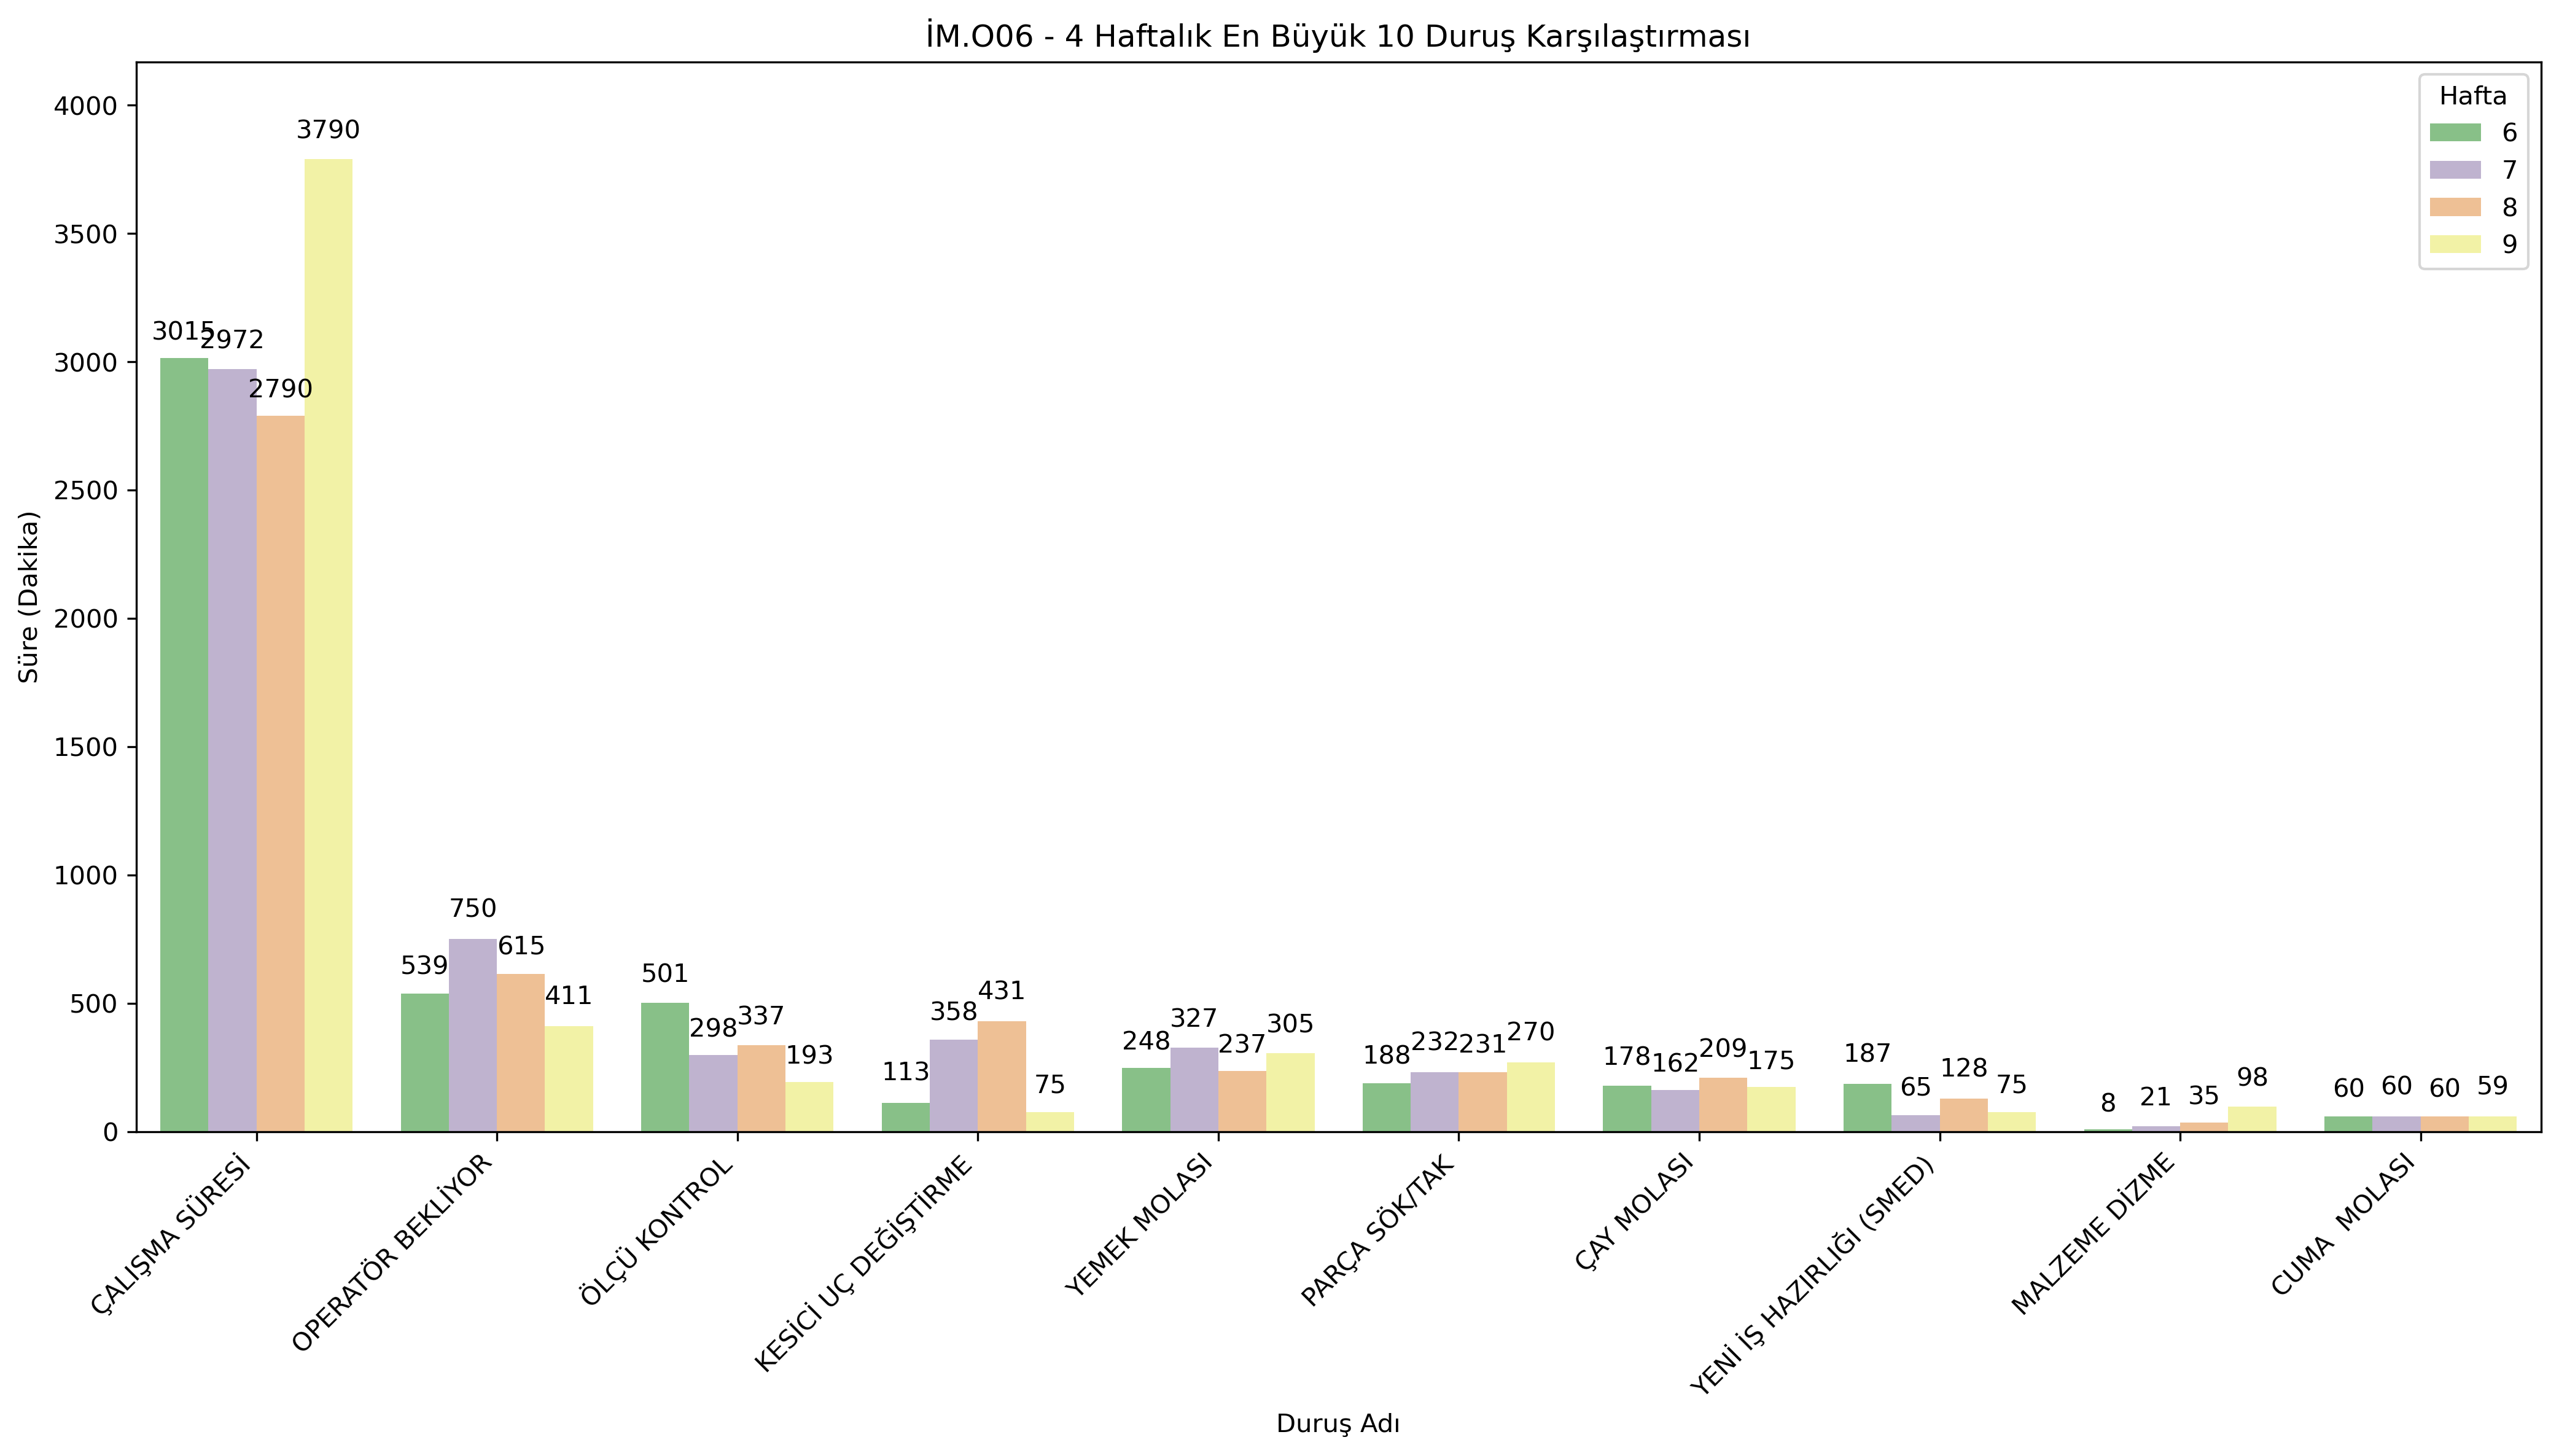 İM.O06 - 4 Haftalık En Büyük 10 Duruş Karşılaştırması
Hafta
6
7
8
9
Süre (Dakika)
4000
3500
3000
2500
2000
1500
1000
500
0
3015 2972 2790 3790
539 750 615 411
501 298 337 193
113 358 431 75
248 327 237 305
188 232 231 270
178 162 209 175
187 65 128 75
8 21 35 98
60 60 60 59
ÇALIŞMA SÜRESİ
OPERATÖR BEKLİYOR
ÖLÇÜ KONTROL
KESİCİ UÇ DEĞİŞTİRME
YEMEK MOLASI
PARÇA SÖK/TAK
ÇAY MOLASI
YENİ İŞ HAZIRLIĞI (SMED)
MALZEME DİZME
CUMA  MOLASI
Duruş Adı